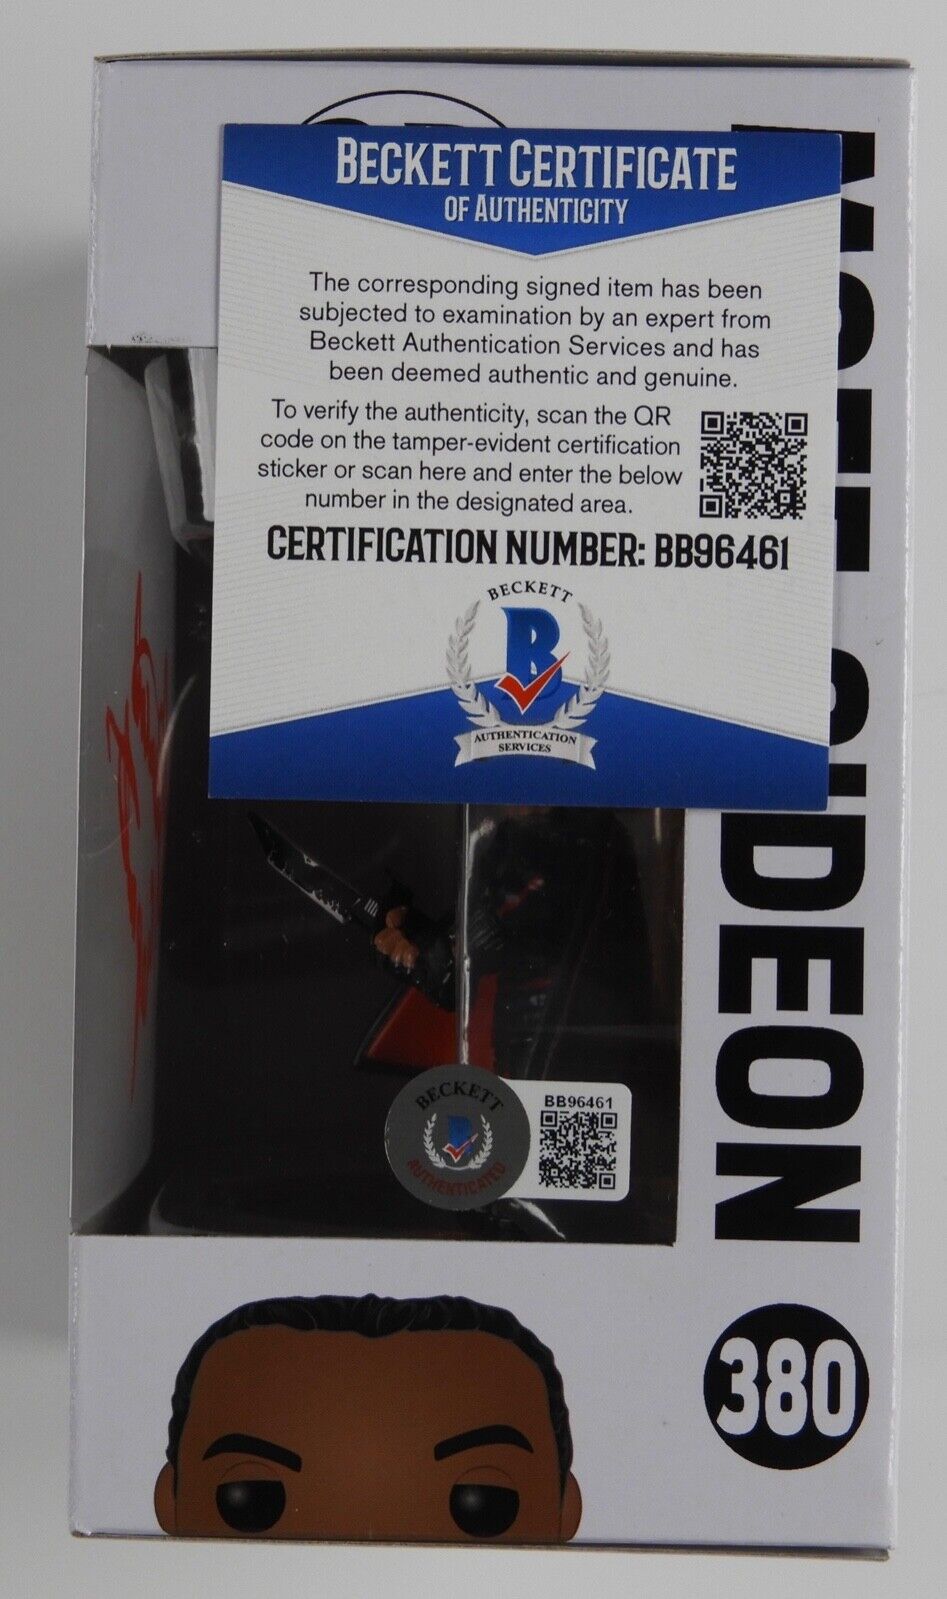 BECKETT CERTIFICATE
OF AUTHENTICITY
The corresponding signed item has been
subjected to examination by an expert from
Beckett Authentication Services and has
been deemed authentic and genuine.
To verify the authenticity, scan the QR
code on the tamper-evident certification
sticker or scan here and enter the below
number in the designated area.
CERTIFICATION NUMBER: BB96461
BECKETT
B
AUTHENTICATION
SERVICES
MOFF GIDEON
BECKETT
B
AUTHENTICATED
BB96461
380